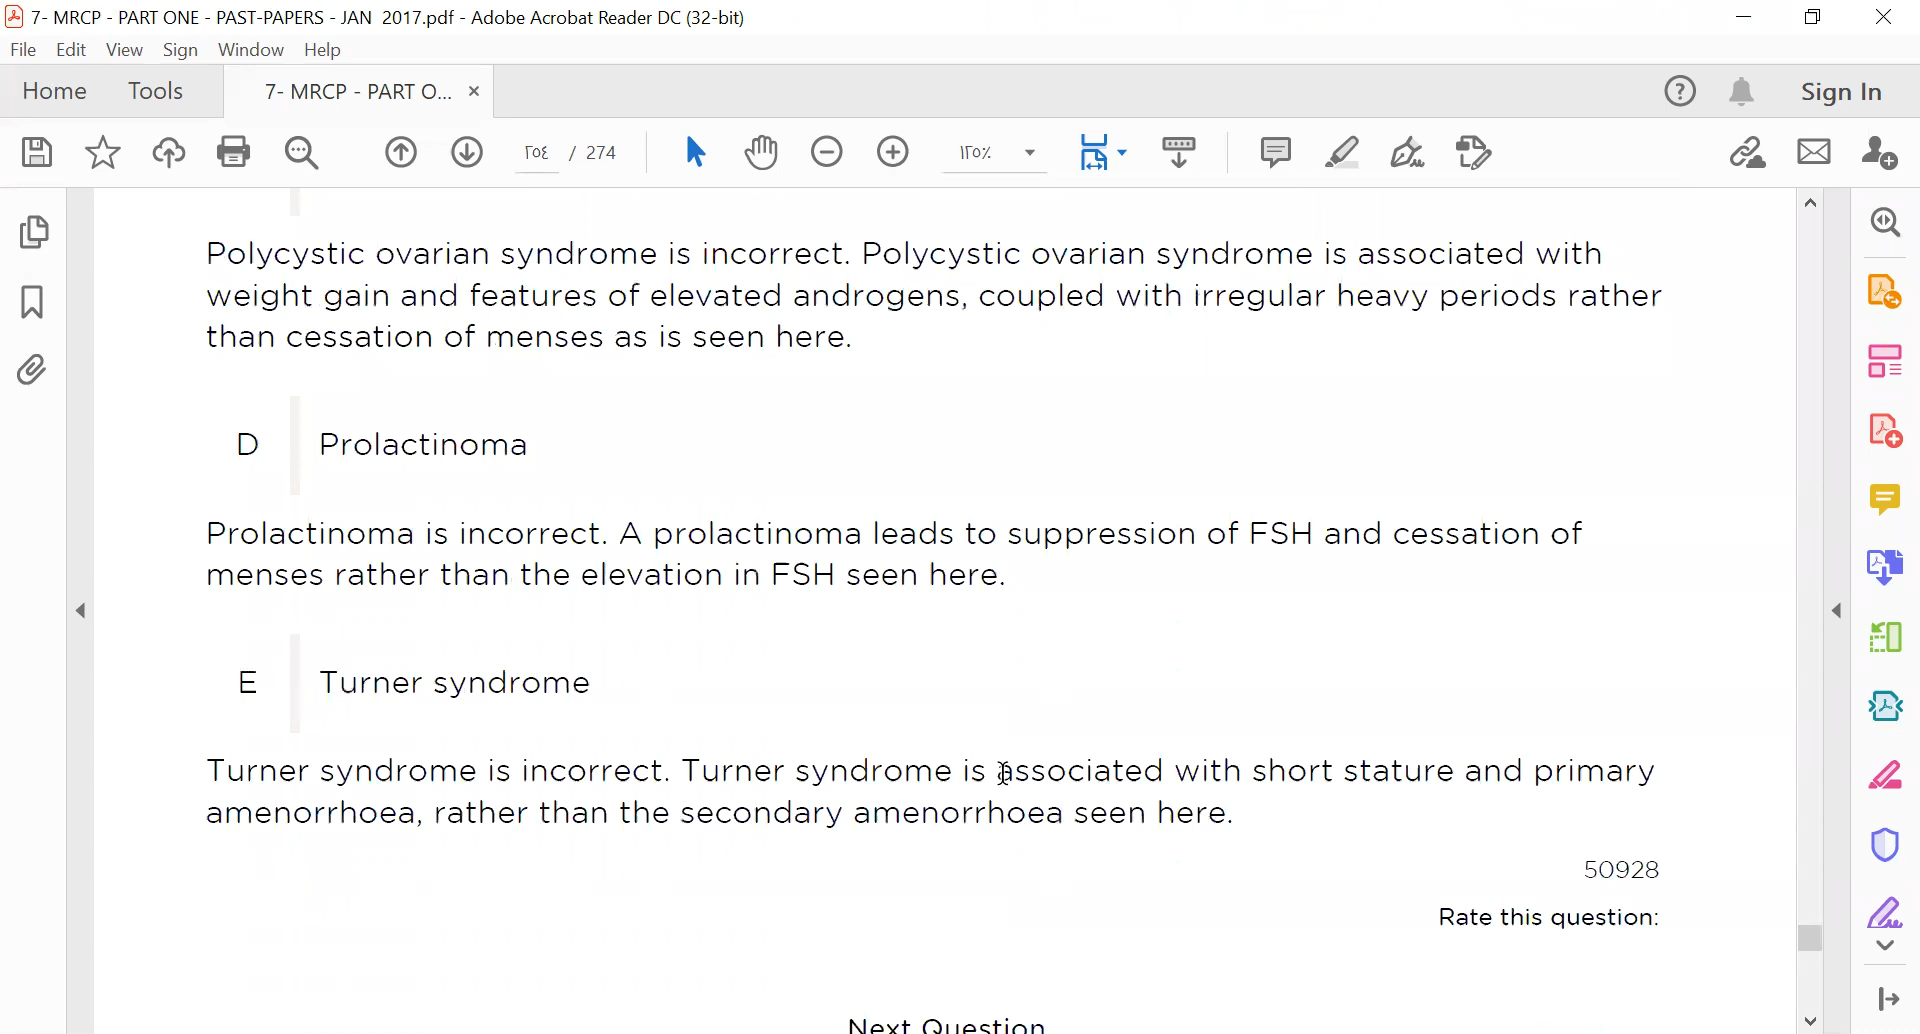 7- MRCP - PART ONE - PAST-PAPERS - JAN 2017.pdf - Adobe Acrobat Reader DC (32-bit)
File Edit View Sign Window Help
Home Tools 7- MRCP - PART O... × Sign In
٢٥٤ / 274 ١٢٥٪
Polycystic ovarian syndrome is incorrect. Polycystic ovarian syndrome is associated with
weight gain and features of elevated androgens, coupled with irregular heavy periods rather
than cessation of menses as is seen here.
D Prolactinoma
Prolactinoma is incorrect. A prolactinoma leads to suppression of FSH and cessation of
menses rather than the elevation in FSH seen here.
E Turner syndrome
Turner syndrome is incorrect. Turner syndrome is associated with short stature and primary
amenorrhoea, rather than the secondary amenorrhoea seen here.
50928
Rate this question:
Next Question